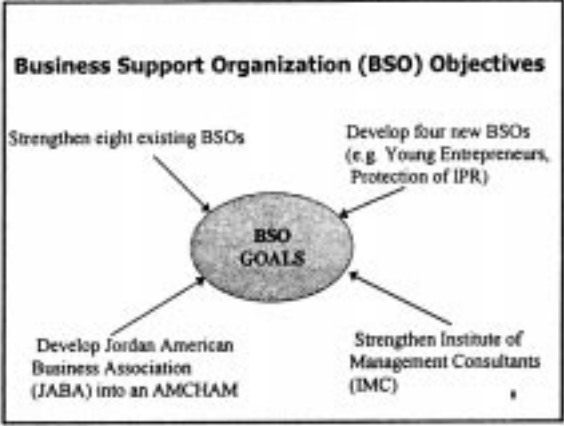 Business Support Organization (BSO) Objectives
Strengthen eight existing BSOs
Develop four new BSOs
(e.g. Young Entrepreneurs,
Protection of IPR)
BSO
GOALS
Develop Jordan American
Business Association
(JABA) into an AMCHAM
Strengthen Institute of
Management Consultants
(IMC)